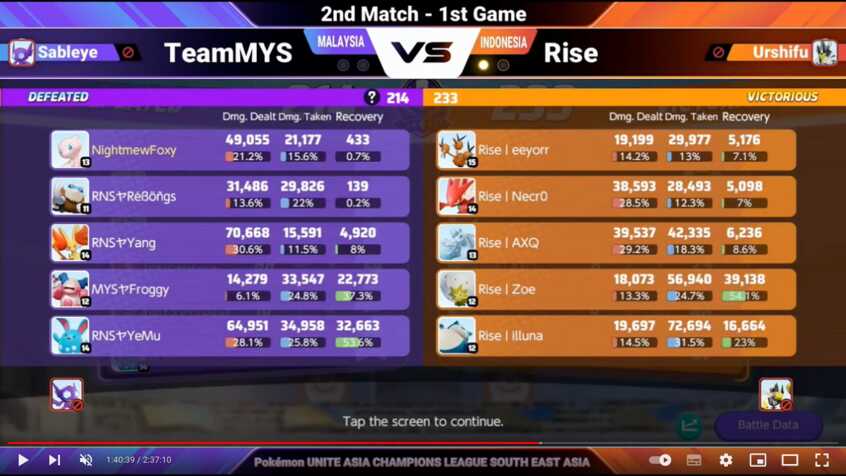 2nd Match - 1st Game
Sableye
TeamMYS
MALAYSIA
VS
INDONESIA
Rise
Urshifu
DEFEATED
? 214
233
VICTORIOUS
Dmg. Dealt Dmg. Taken Recovery
Dmg. Dealt Dmg. Taken Recovery
13 NightmewFoxy 49,055 21,177 433
21.2% 15.6% 0.7%
15 Rise | eeyorr 19,199 29,977 5,176
14.2% 13% 7.1%
11 RNSヤRéßöñgs 31,486 29,826 139
13.6% 22% 0.2%
14 Rise | Necr0 38,593 28,493 5,098
28.5% 12.3% 7%
14 RNSヤYang 70,668 15,591 4,920
30.6% 11.5% 8%
13 Rise | AXQ 39,537 42,335 6,236
29.2% 18.3% 8.6%
12 MYSヤFroggy 14,279 33,547 22,773
6.1% 24.8% 37.3%
12 Rise | Zoe 18,073 56,940 39,138
13.3% 24.7% 54.1%
14 RNSヤYeMu 64,951 34,958 32,663
28.1% 25.8% 53.6%
12 Rise | illuna 19,697 72,694 16,664
14.5% 31.5% 23%
Tap the screen to continue.
Battle Data
1:40:39 / 2:37:10
Pokémon UNITE ASIA CHAMPIONS LEAGUE SOUTH EAST ASIA